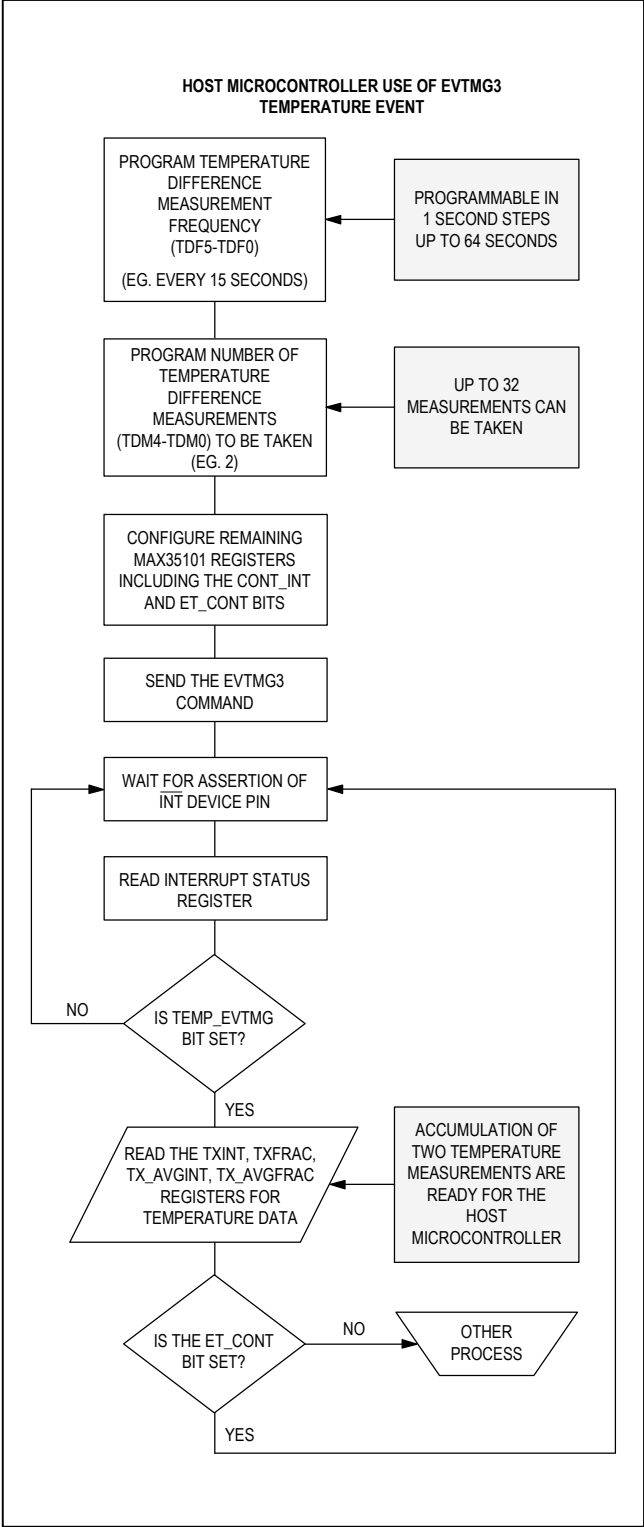 HOST MICROCONTROLLER USE OF EVTMG3
TEMPERATURE EVENT
PROGRAM TEMPERATURE
DIFFERENCE
MEASUREMENT
FREQUENCY
(TDF5-TDF0)
(EG. EVERY 15 SECONDS)
PROGRAMMABLE IN
1 SECOND STEPS
UP TO 64 SECONDS
PROGRAM NUMBER OF
TEMPERATURE
DIFFERENCE
MEASUREMENTS
(TDM4-TDM0) TO BE TAKEN
(EG. 2)
UP TO 32
MEASUREMENTS CAN
BE TAKEN
CONFIGURE REMAINING
MAX35101 REGISTERS
INCLUDING THE CONT_INT
AND ET_CONT BITS
SEND THE EVTMG3
COMMAND
WAIT FOR ASSERTION OF
INT DEVICE PIN
READ INTERRUPT STATUS
REGISTER
NO
IS TEMP_EVTMG
BIT SET?
YES
READ THE TXINT, TXFRAC,
TX_AVGINT, TX_AVGFRAC
REGISTERS FOR
TEMPERATURE DATA
ACCUMULATION OF
TWO TEMPERATURE
MEASUREMENTS ARE
READY FOR THE
HOST
MICROCONTROLLER
IS THE ET_CONT
BIT SET?
NO
OTHER
PROCESS
YES